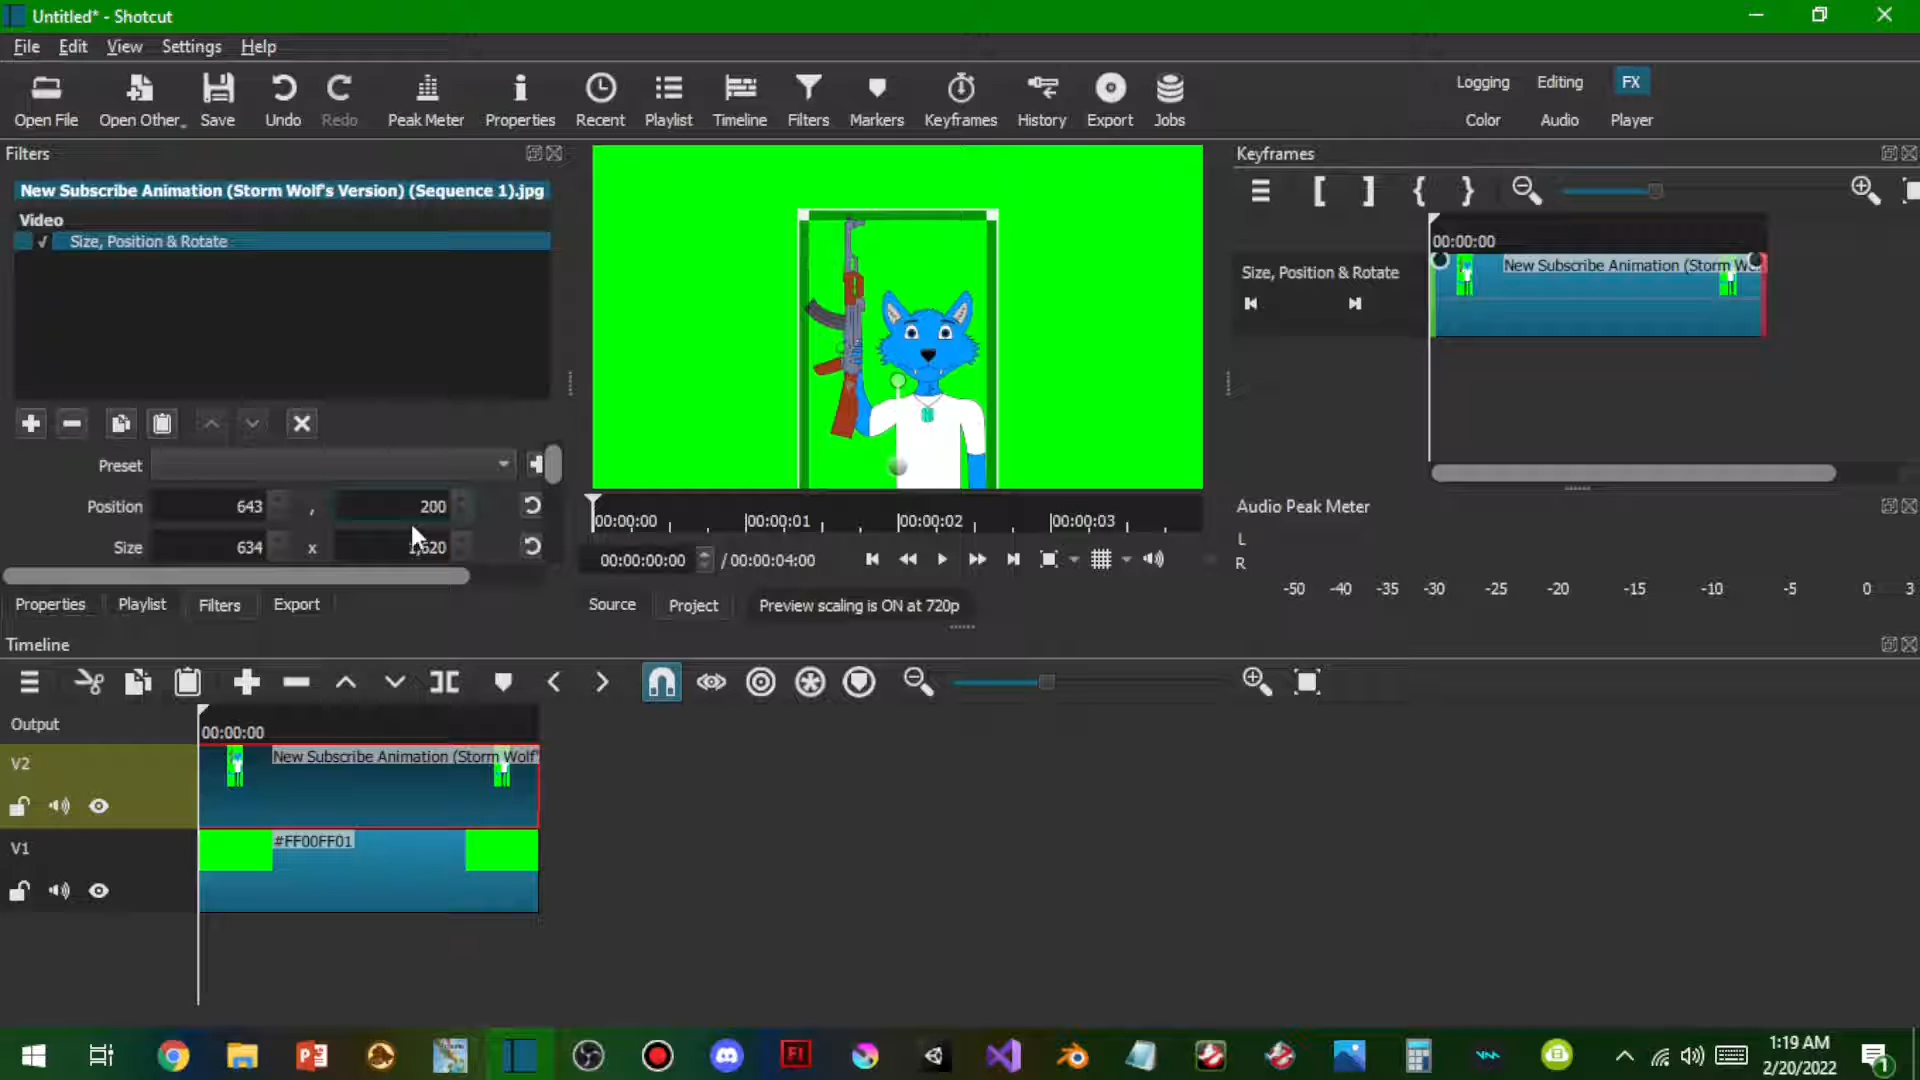 Untitled* - Shotcut
File Edit View Settings Help
Open File Open Other Save Undo Redo Peak Meter Properties Recent Playlist Timeline Filters Markers Keyframes History Export Jobs
Logging Editing FX
Color Audio Player
Filters
New Subscribe Animation (Storm Wolf's Version) (Sequence 1).jpg
Video
✓ Size, Position & Rotate
Preset
Position 643 , 200
Size 634 x 1,620
Properties Playlist Filters Export
00:00:00 00:00:01 00:00:02 00:00:03
00:00:00:00 / 00:00:04:00
Source Project Preview scaling is ON at 720p
Keyframes
00:00:00
Size, Position & Rotate
New Subscribe Animation (Storm Wo
Audio Peak Meter
L
R
-50 -40 -35 -30 -25 -20 -15 -10 -5 0 3
Timeline
Output
00:00:00
V2
New Subscribe Animation (Storm Wolf'
V1
#FF00FF01
1:19 AM
2/20/2022
1